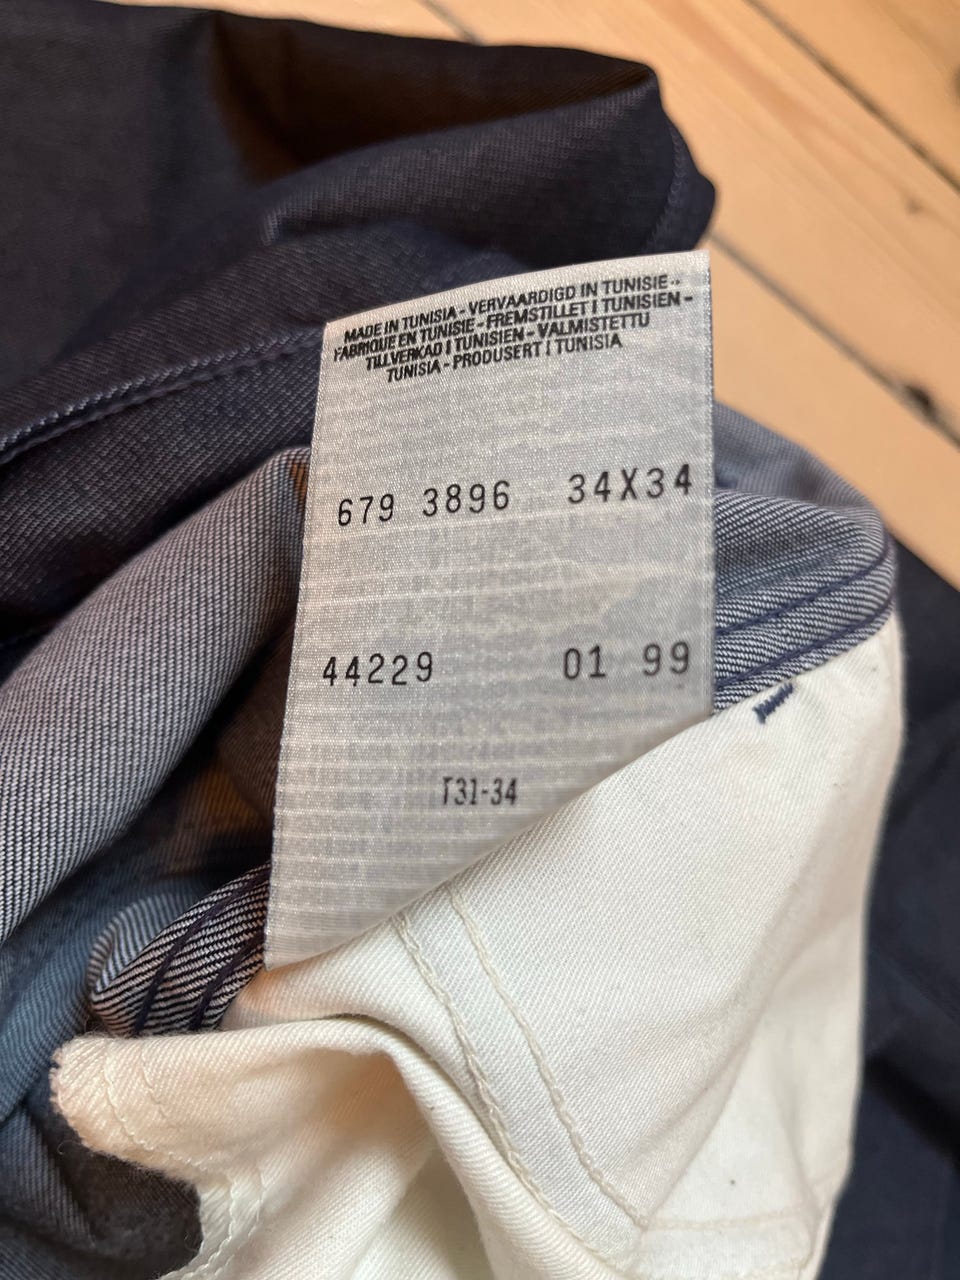 MADE IN TUNISIA - VERVAARDIGD IN TUNISIE -
FABRIQUE EN TUNISIE - FREMSTILLET I TUNISIEN -
TILLVERKAD I TUNISIEN - VALMISTETTU
TUNISIA - PRODUSERT I TUNISIA
679 3896 34X34
44229 01 99
T31-34